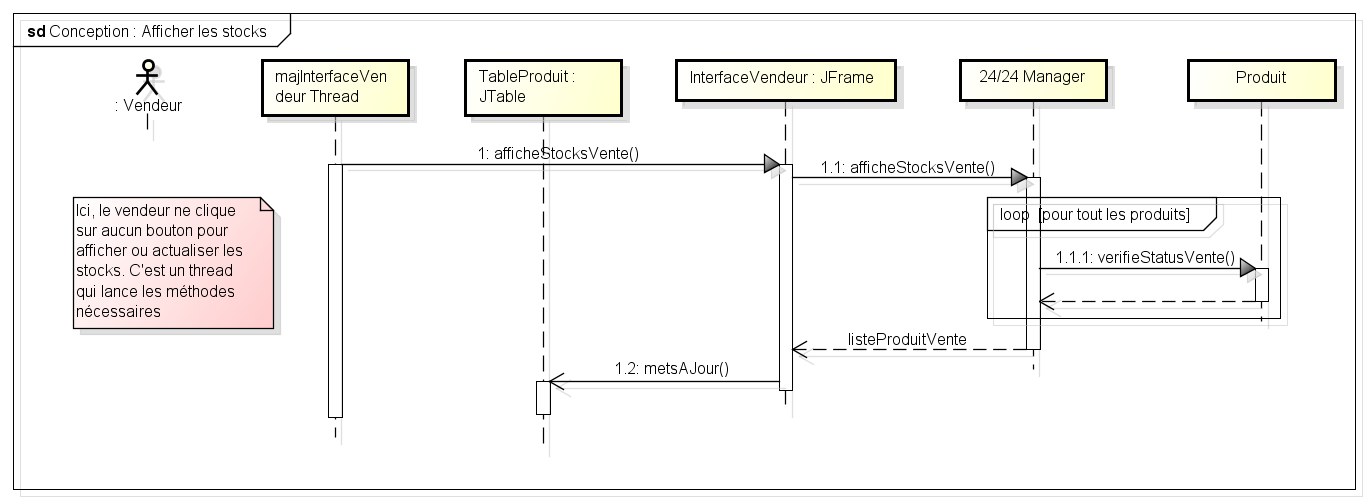 sd Conception : Afficher les stocks
: Vendeur
majInterfaceVen
deur Thread
TableProduit :
JTable
InterfaceVendeur : JFrame
24/24 Manager
Produit
1: afficheStocksVente()
1.1: afficheStocksVente()
Ici, le vendeur ne clique
sur aucun bouton pour
afficher ou actualiser les
stocks. C'est un thread
qui lance les méthodes
nécessaires
loop [pour tout les produits]
1.1.1: verifieStatusVente()
listeProduitVente
1.2: metsAJour()